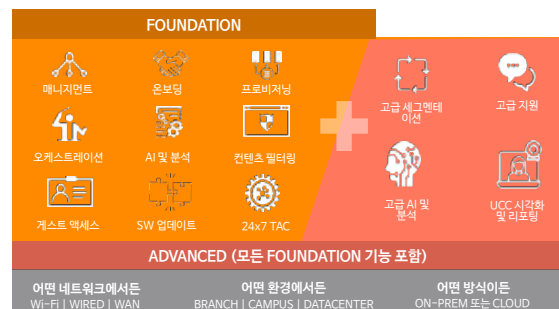 FOUNDATION
매니지먼트
온보딩
프로비저닝
고급 세그멘테
이션
고급 지원
오케스트레이션
AI 및 분석
컨텐츠 필터링
고급 AI 및
분석
UCC 시각화
및 리포팅
게스트 액세스
SW 업데이트
24x7 TAC
ADVANCED (모든 FOUNDATION 기능 포함)
어떤 네트워크에서든
어떤 환경에서든
어떤 방식이든
Wi-Fi | WIRED | WAN
BRANCH | CAMPUS | DATACENTER
ON-PREM 또는 CLOUD